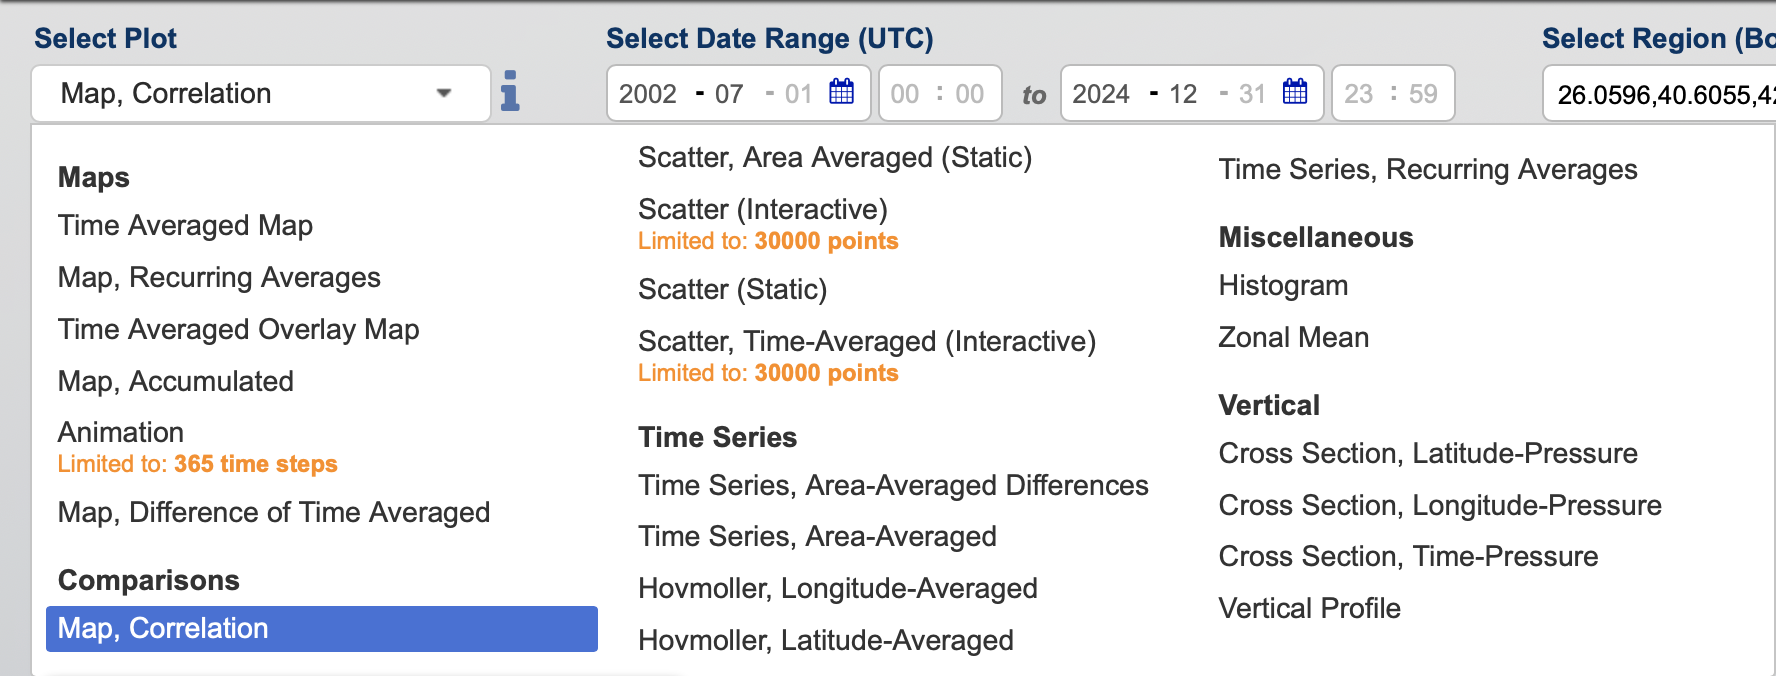 Select Plot
Select Date Range (UTC)
Select Region (Bo
Map, Correlation
2002 - 07 - 01
00 : 00
to
2024 - 12 - 31
23 : 59
26.0596,40.6055,42
Maps
Time Averaged Map
Map, Recurring Averages
Time Averaged Overlay Map
Map, Accumulated
Animation
Limited to: 365 time steps
Map, Difference of Time Averaged
Comparisons
Map, Correlation
Scatter, Area Averaged (Static)
Scatter (Interactive)
Limited to: 30000 points
Scatter (Static)
Scatter, Time-Averaged (Interactive)
Limited to: 30000 points
Time Series
Time Series, Area-Averaged Differences
Time Series, Area-Averaged
Hovmoller, Longitude-Averaged
Hovmoller, Latitude-Averaged
Time Series, Recurring Averages
Miscellaneous
Histogram
Zonal Mean
Vertical
Cross Section, Latitude-Pressure
Cross Section, Longitude-Pressure
Cross Section, Time-Pressure
Vertical Profile